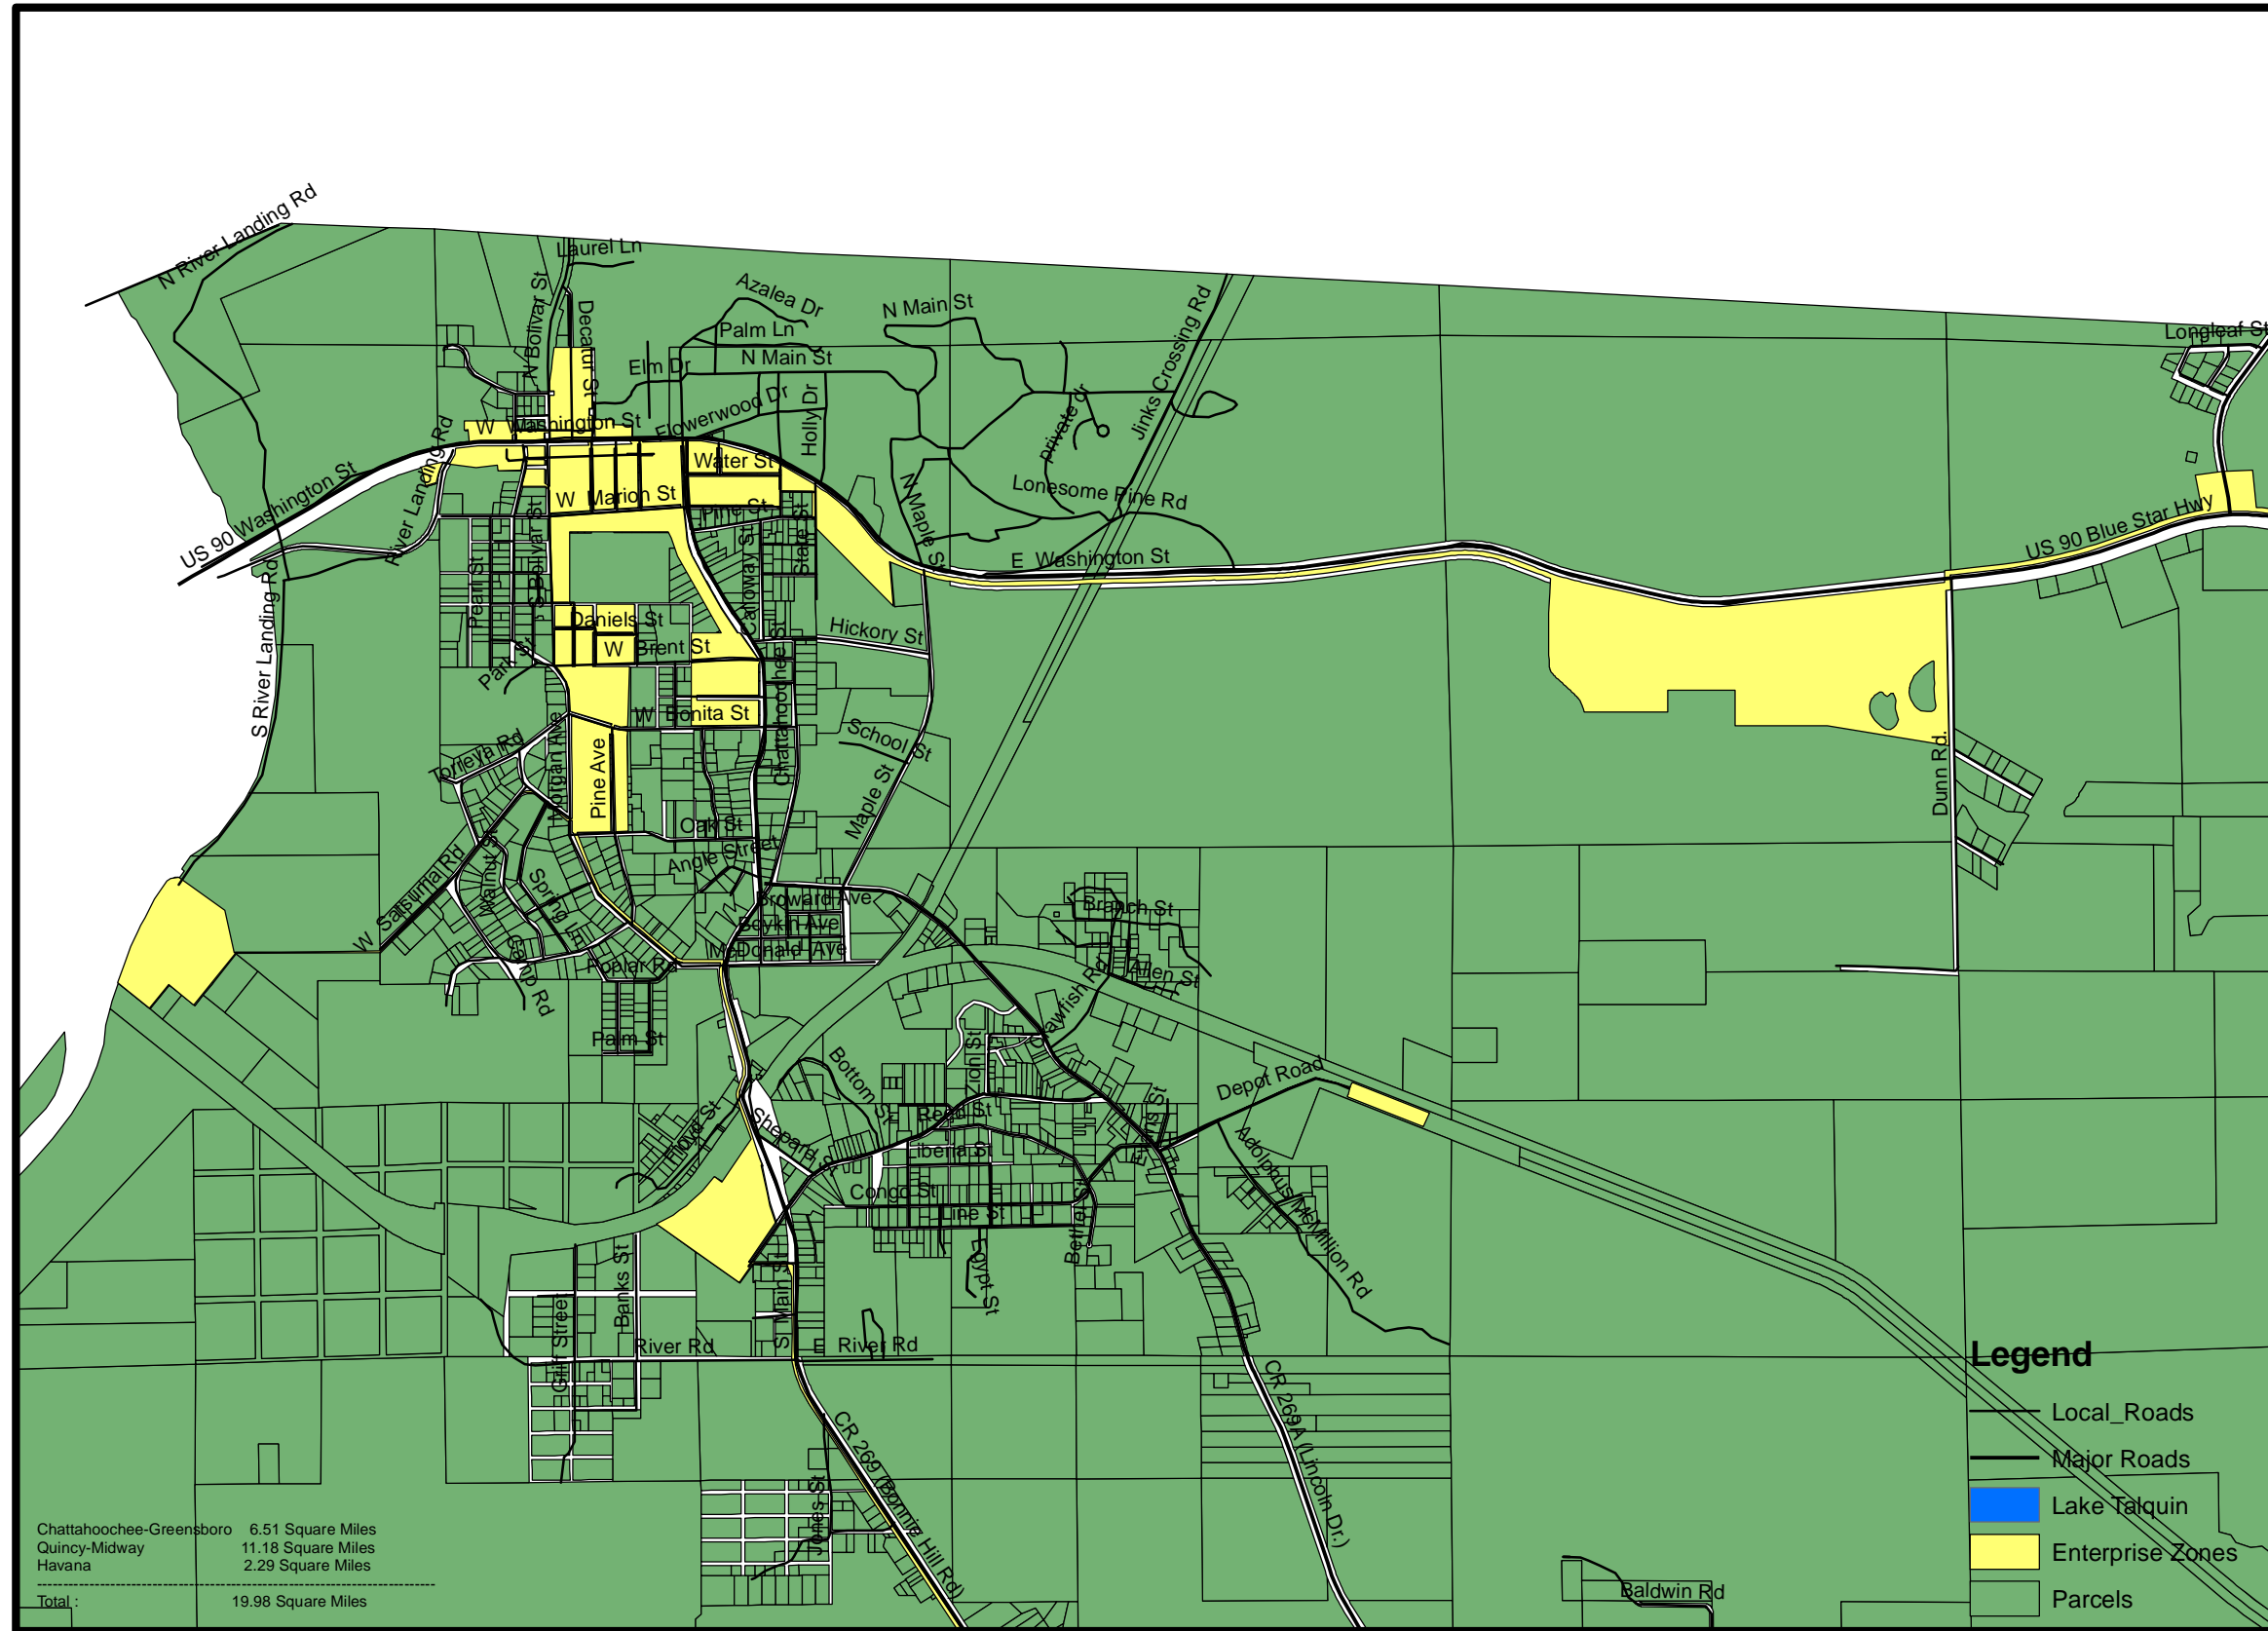 N River Landing Rd
Laurel Ln
N Bolivar St
Decatur St
Azalea Dr
N Main St
Palm Ln
N Main St
Elm Dr
Jinks Crossing Rd
Longleaf St
private dr
Flowerwood Dr
Holly Dr
W Washington St
River Landing Rd
Water St
US 90 Washington St
W Marion St
Pine St
State St
N Maple St
Lonesome Pine Rd
US 90 Blue Star Hwy
E Washington St
S River Landing Rd
Pearl St
S Bolivar St
Calloway St
Daniels St
W Brent St
Hickory St
Park St
Chattahoochee St
W Bonita St
School St
Torreya Rd
Morgan Ave
Pine Ave
Maple St
Dunn Rd.
Oak St
Angle Street
W Satsuma Rd
Walnut St
Spring Ln
Broward Ave
Boykin Ave
McDonald Ave
Branch St
Camp Rd
Poplar Rd
Allen St
Crawfish Rd
Palm St
Bottom St
Zion St
Depot Road
Floyd St
Shepard St
Reed St
Liberia St
Adolphus McMillion Rd
Congo St
Line St
Bethel St
Egypt St
Banks St
S Main St
Griff Street
River Rd
E River Rd
CR 269 (Bonnie Hill Rd)
CR 269A (Lincoln Dr.)
Jones St
Baldwin Rd
Legend
Local_Roads
Major Roads
Lake Talquin
Enterprise Zones
Parcels
Chattahoochee-Greensboro 6.51 Square Miles
Quincy-Midway 11.18 Square Miles
Havana 2.29 Square Miles
--------------------------------------------------------------------------------
Total : 19.98 Square Miles